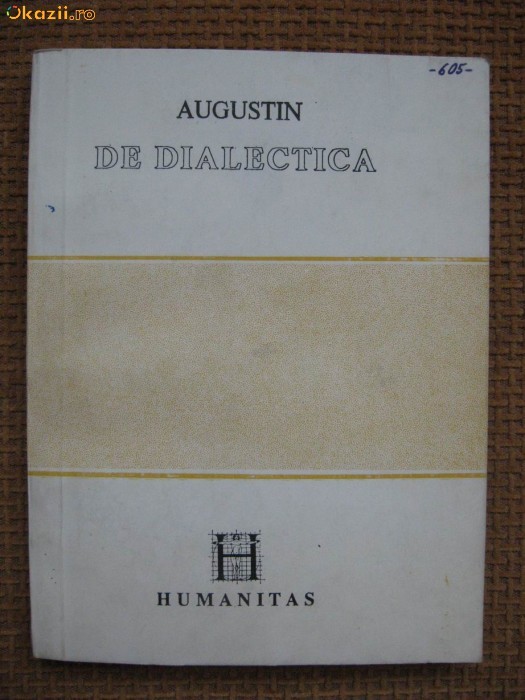 Okazii.ro
-605-
AUGUSTIN
DE DIALECTICA
H
HUMANITAS